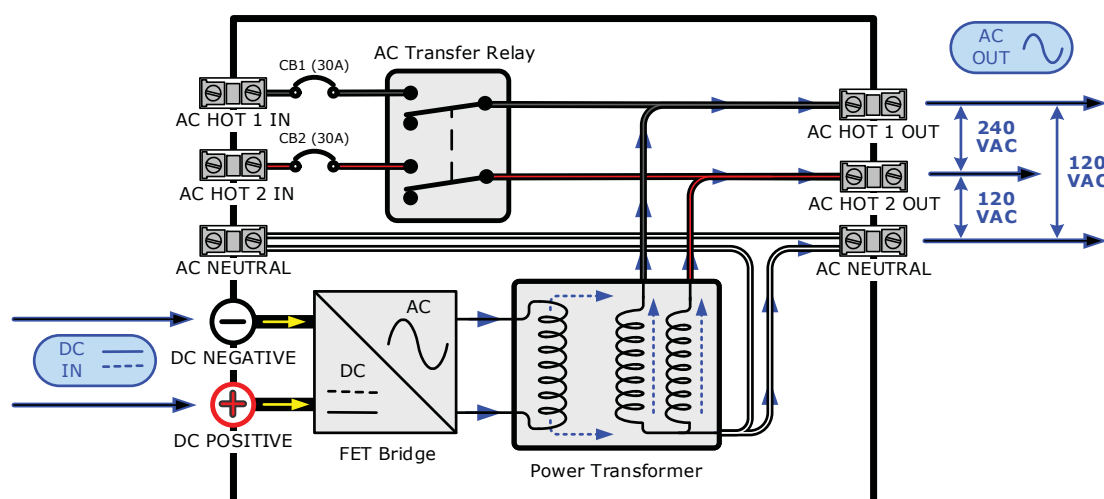 AC Transfer Relay
CB1 (30A)
AC HOT 1 IN
CB2 (30A)
AC HOT 2 IN
AC NEUTRAL
AC HOT 1 OUT
AC HOT 2 OUT
AC NEUTRAL
AC
OUT
240
VAC
120
VAC
120
VAC
DC
IN
DC NEGATIVE
DC POSITIVE
AC
DC
FET Bridge
Power Transformer